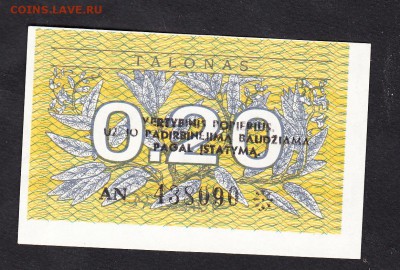 COINS.LAVE.RU
TALONAS
0,20
VERTYBINIS POPIERIUS.
UŽ JO PADIRBINĖJIMĄ BAUDŽIAMA
PAGAL ĮSTATYMĄ
AN 438090